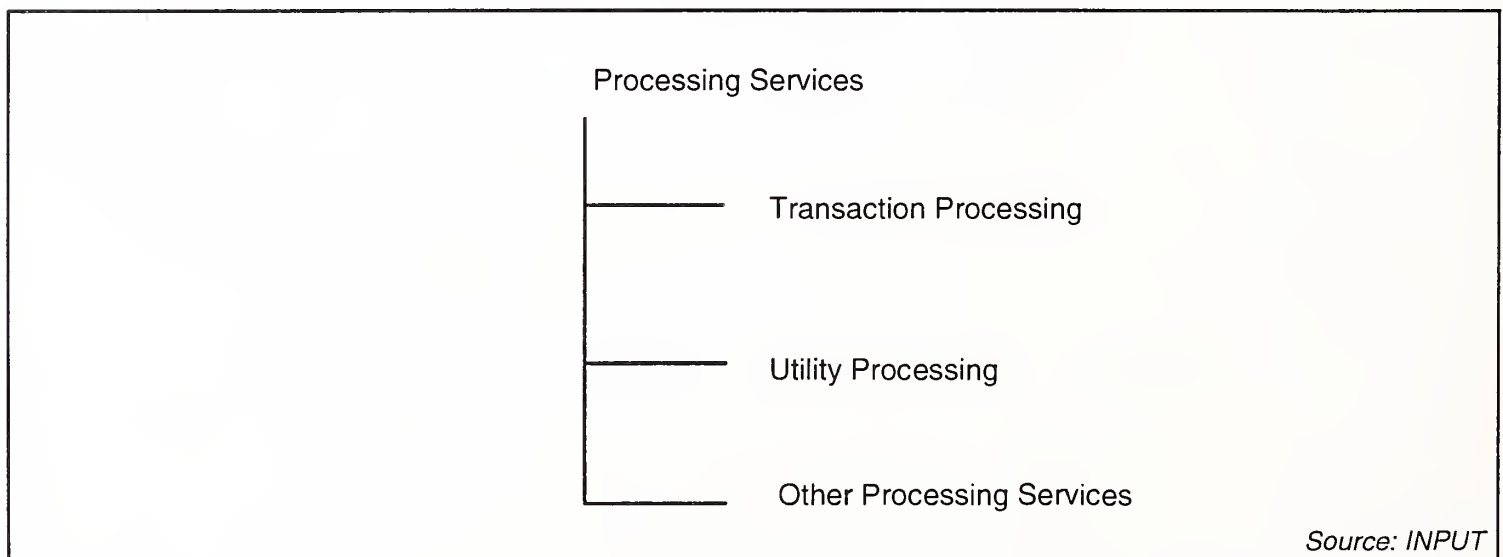 Processing Services
Transaction Processing
Utility Processing
Other Processing Services
Source: INPUT